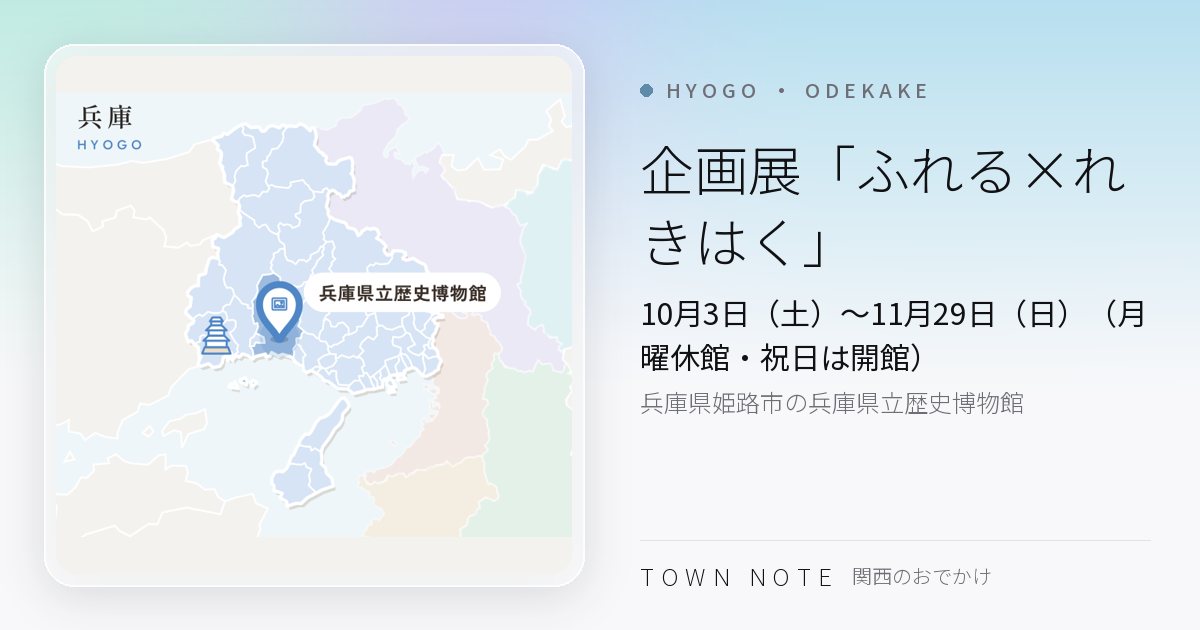 兵庫
HYOGO
兵庫県立歴史博物館
HYOGO ・ ODEKAKE
企画展「ふれる×れ
きはく」
10月3日（土）～11月29日（日）（月
曜休館・祝日は開館）
兵庫県姫路市の兵庫県立歴史博物館
TOWN NOTE 関西のおでかけ